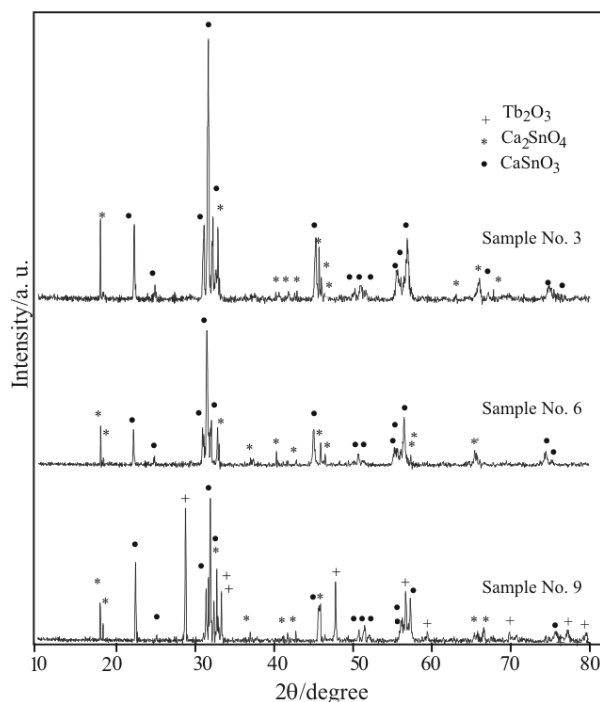 + Tb₂O₃
* Ca₂SnO₄
● CaSnO₃
Sample No. 3
Intensity/a. u.
Sample No. 6
Sample No. 9
10 20 30 40 50 60 70 80
2θ/degree